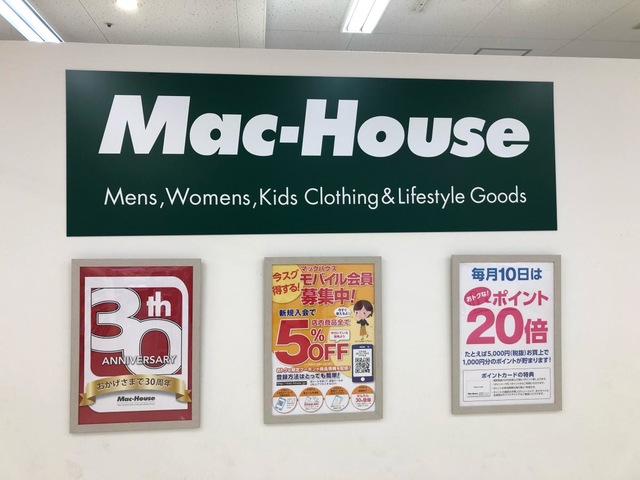 Mac-House
Mens,Womens,Kids Clothing&Lifestyle Goods
30th
ANNIVERSARY
おかげさまで30周年
Mac-House
今スグ
得する!
マックハウス
モバイル会員
募集中!
新規入会で
店内商品全て
5%OFF
登録方法はとっても簡単!
毎月10日は
おトクな!
ポイント
20倍
たとえば5,000円(税抜)お買上で
1,000円分のポイントが貯まります!
ポイントカードの特典